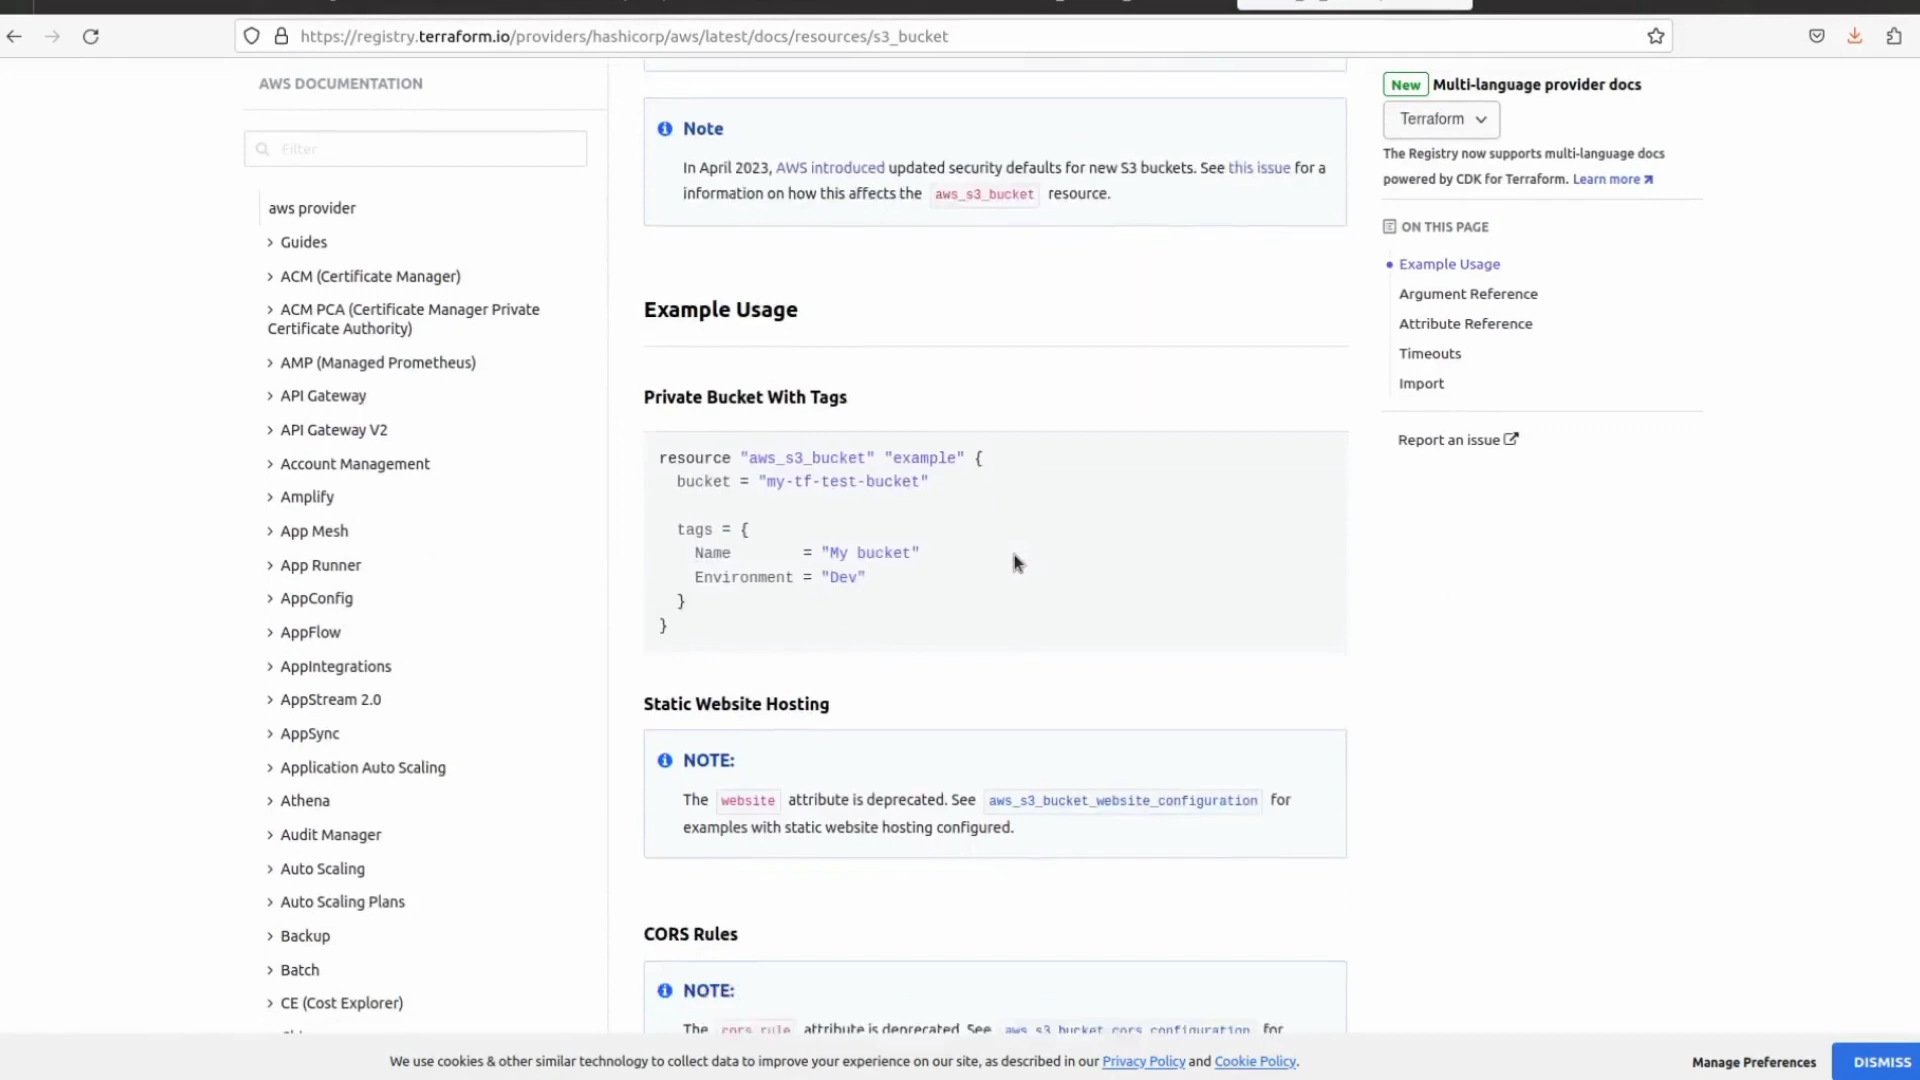 https://registry.terraform.io/providers/hashicorp/aws/latest/docs/resources/s3_bucket
AWS DOCUMENTATION
Filter
aws provider
> Guides
> ACM (Certificate Manager)
> ACM PCA (Certificate Manager Private
Certificate Authority)
> AMP (Managed Prometheus)
> API Gateway
> API Gateway V2
> Account Management
> Amplify
> App Mesh
> App Runner
> AppConfig
> AppFlow
> AppIntegrations
> AppStream 2.0
> AppSync
> Application Auto Scaling
> Athena
> Audit Manager
> Auto Scaling
> Auto Scaling Plans
> Backup
> Batch
> CE (Cost Explorer)
Note
In April 2023, AWS introduced updated security defaults for new S3 buckets. See this issue for a
information on how this affects the aws_s3_bucket resource.
Example Usage
Private Bucket With Tags
resource "aws_s3_bucket" "example" {
bucket = "my-tf-test-bucket"
tags = {
Name = "My bucket"
Environment = "Dev"
}
}
Static Website Hosting
NOTE:
The website attribute is deprecated. See aws_s3_bucket_website_configuration for
examples with static website hosting configured.
CORS Rules
NOTE:
The cors_rule attribute is deprecated. See aws_s3_bucket_cors_configuration for
New Multi-language provider docs
Terraform
The Registry now supports multi-language docs
powered by CDK for Terraform. Learn more
ON THIS PAGE
Example Usage
Argument Reference
Attribute Reference
Timeouts
Import
Report an issue
We use cookies & other similar technology to collect data to improve your experience on our site, as described in our Privacy Policy and Cookie Policy.
Manage Preferences
DISMISS